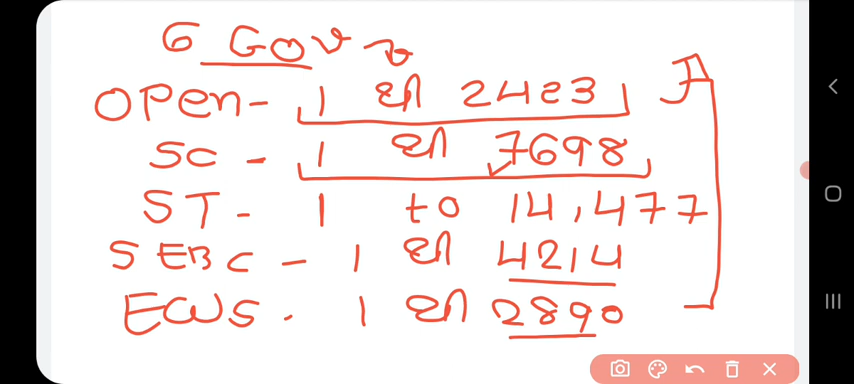 6 GOV
OPEN - 1 થી 2423
SC - 1 થી 7698
ST - 1 to 14,477
SEBC - 1 થી 4214
EWS - 1 થી 2890